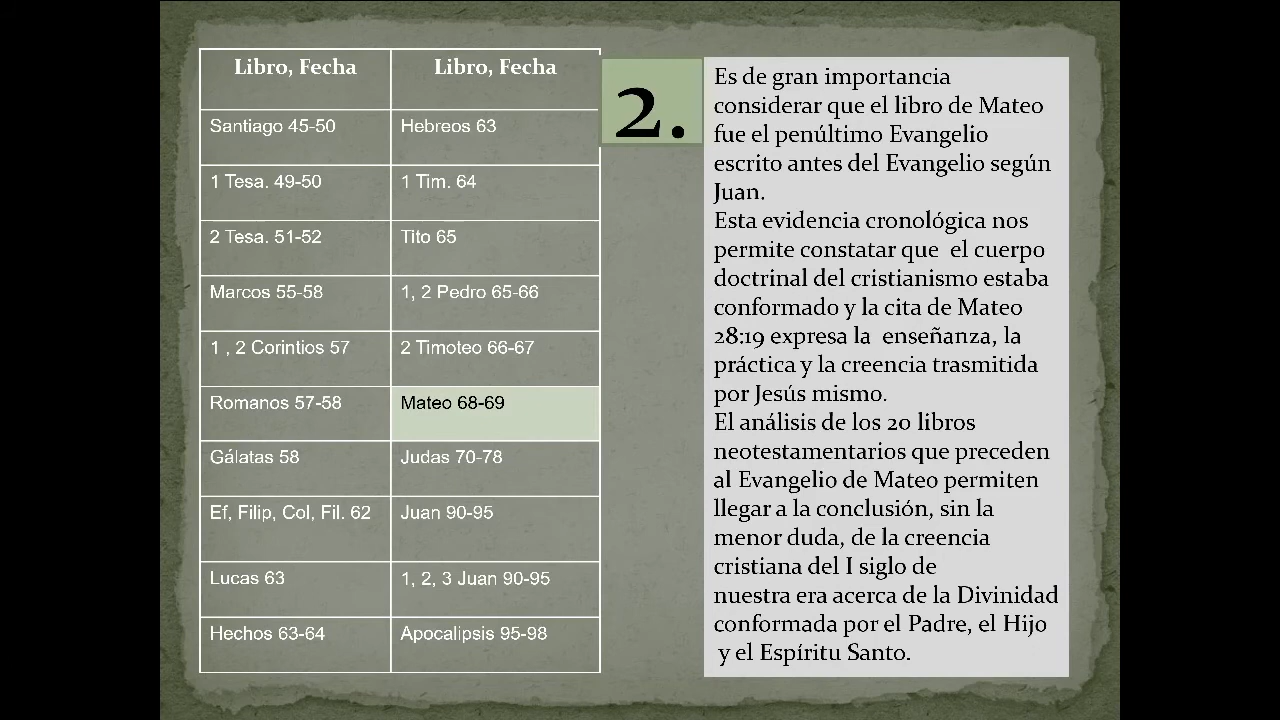 Libro, Fecha Libro, Fecha
Santiago 45-50 Hebreos 63
1 Tesa. 49-50 1 Tim. 64
2 Tesa. 51-52 Tito 65
Marcos 55-58 1, 2 Pedro 65-66
1 , 2 Corintios 57 2 Timoteo 66-67
Romanos 57-58 Mateo 68-69
Gálatas 58 Judas 70-78
Ef, Filip, Col, Fil. 62 Juan 90-95
Lucas 63 1, 2, 3 Juan 90-95
Hechos 63-64 Apocalipsis 95-98
2.
Es de gran importancia
considerar que el libro de Mateo
fue el penúltimo Evangelio
escrito antes del Evangelio según
Juan.
Esta evidencia cronológica nos
permite constatar que el cuerpo
doctrinal del cristianismo estaba
conformado y la cita de Mateo
28:19 expresa la enseñanza, la
práctica y la creencia trasmitida
por Jesús mismo.
El análisis de los 20 libros
neotestamentarios que preceden
al Evangelio de Mateo permiten
llegar a la conclusión, sin la
menor duda, de la creencia
cristiana del I siglo de
nuestra era acerca de la Divinidad
conformada por el Padre, el Hijo
y el Espíritu Santo.